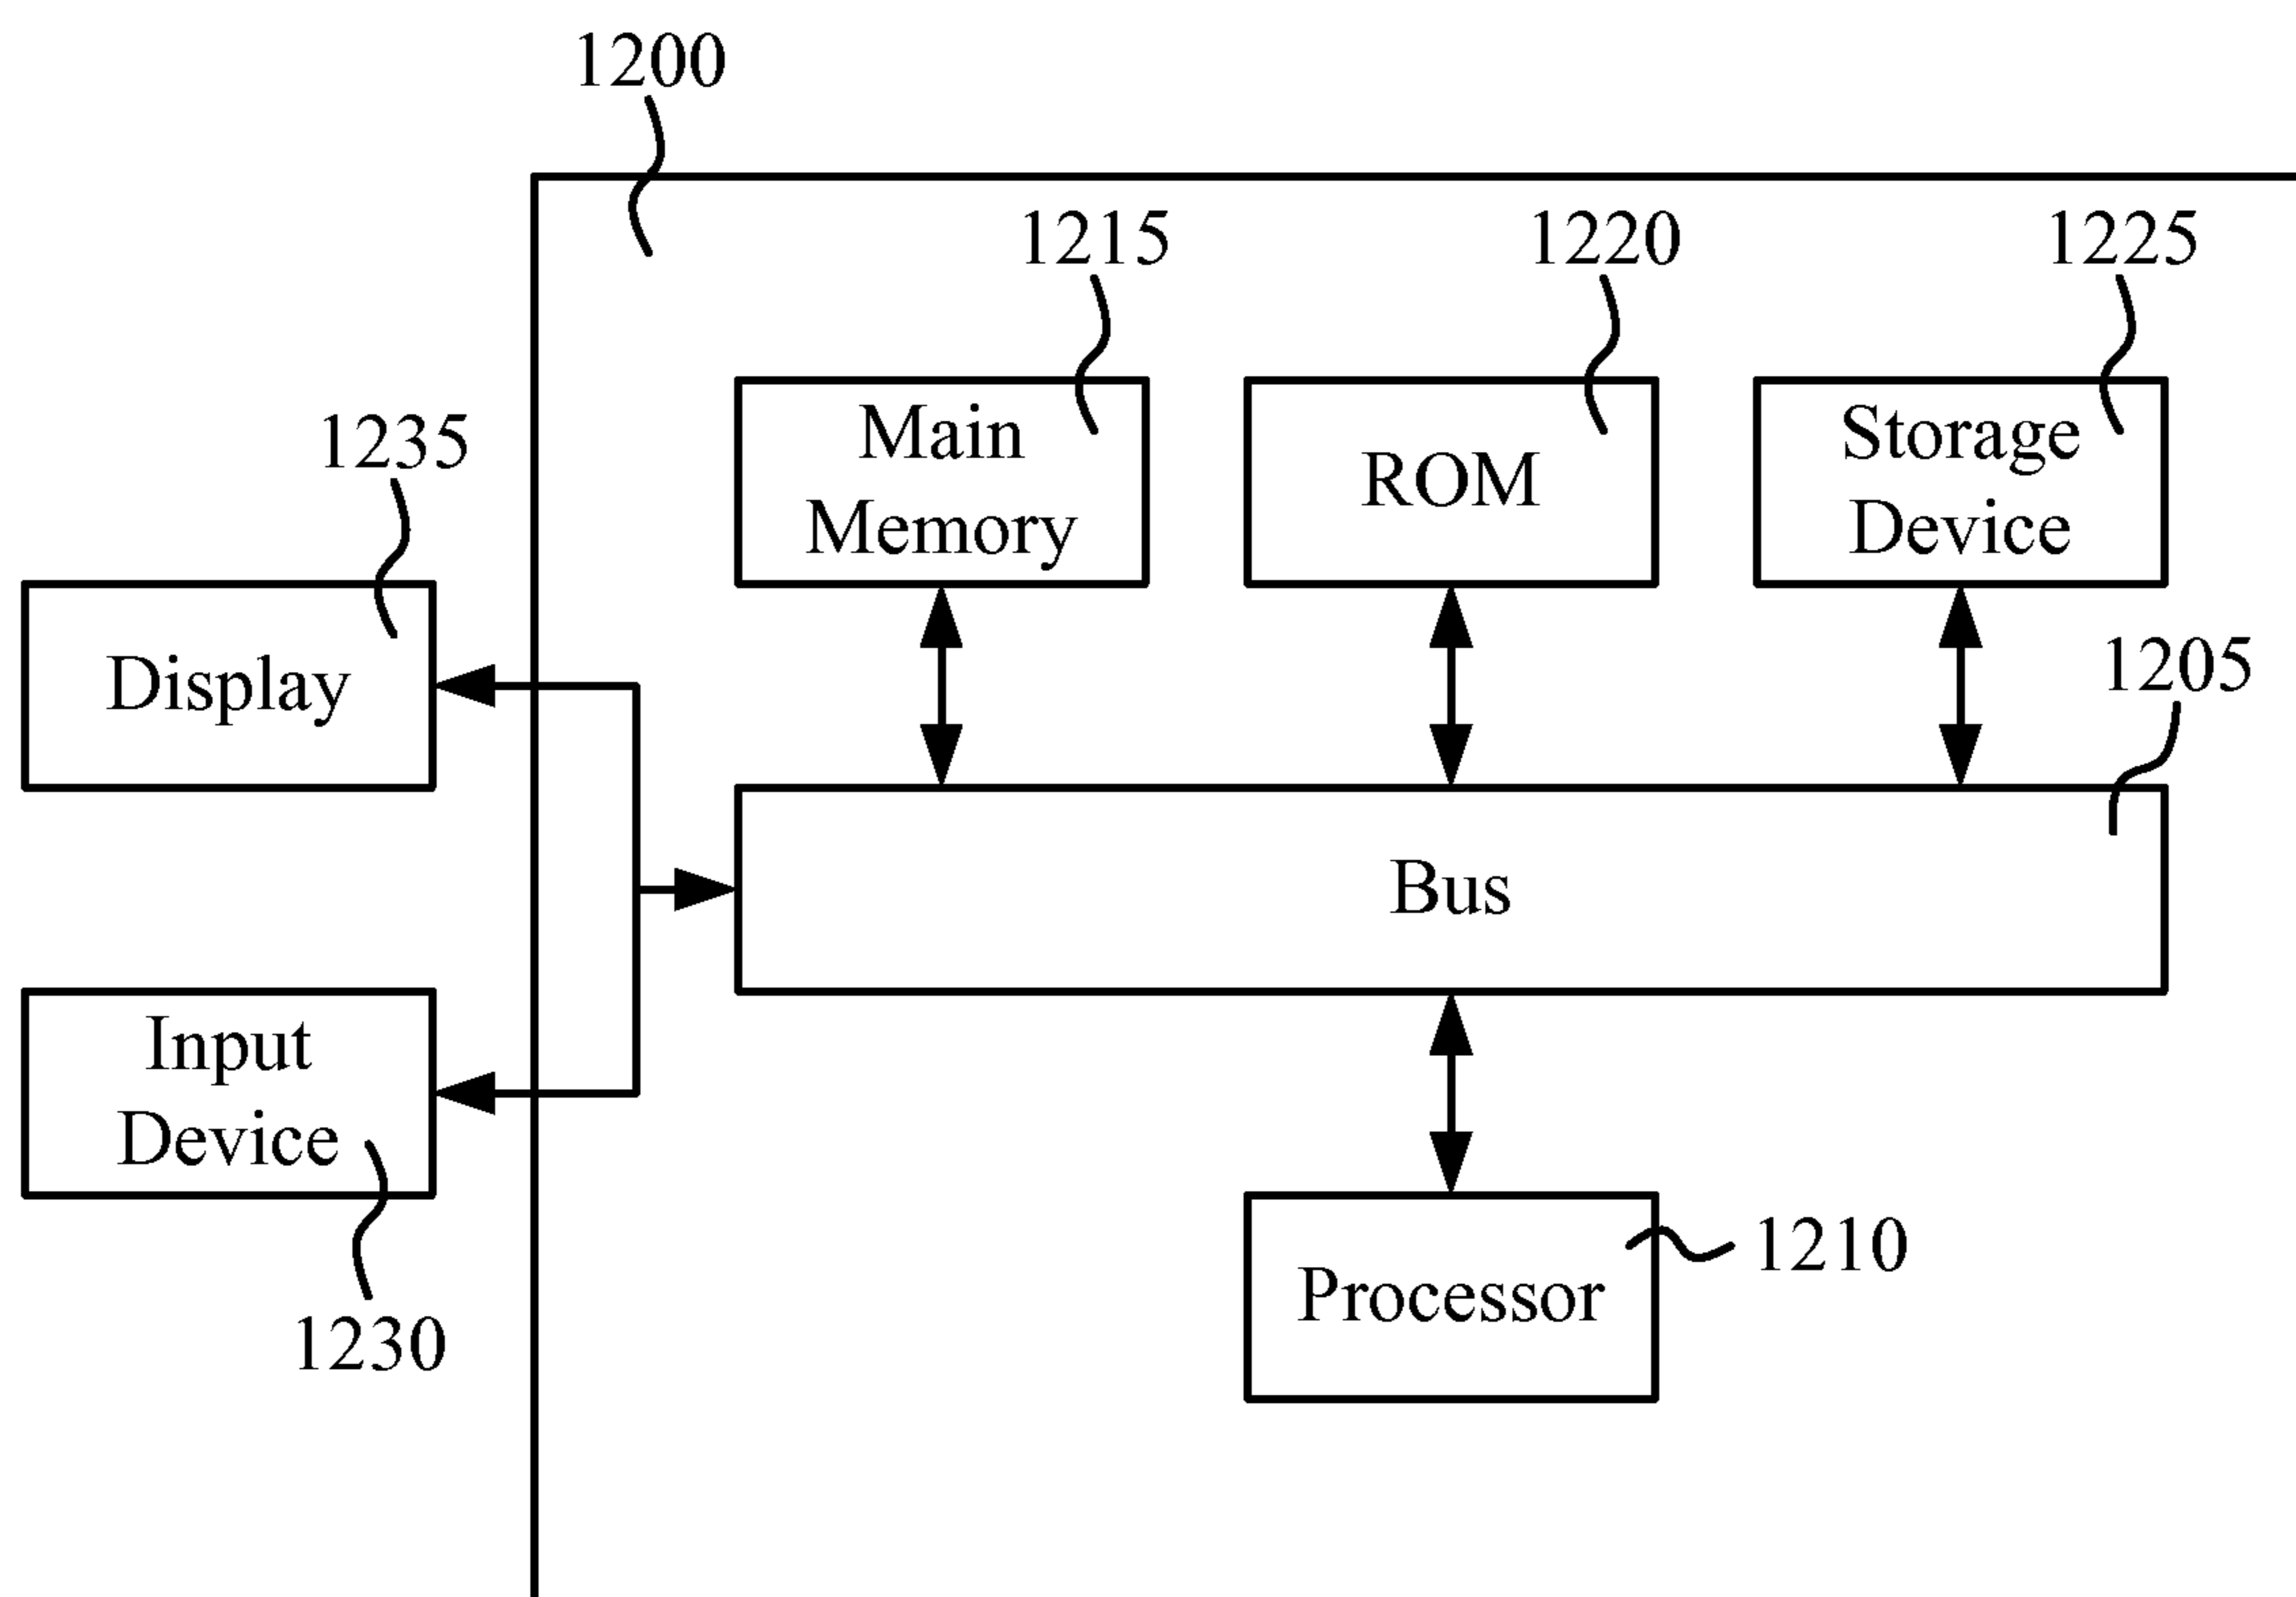 1200
1215
1220
1225
Main
Memory
ROM
Storage
Device
1235
Display
1205
Bus
Input
Device
1230
Processor
1210